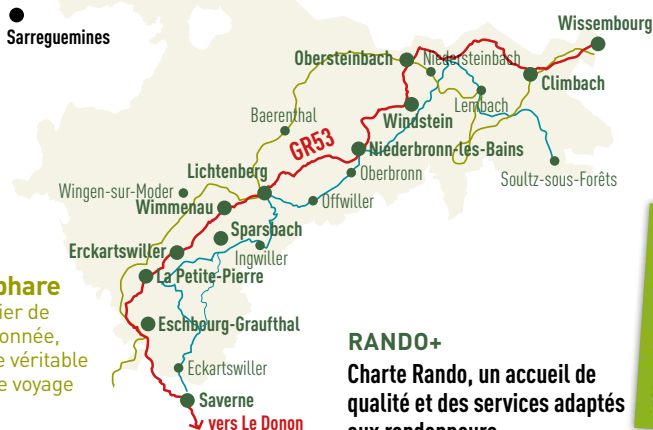 Sarreguemines
Wissembourg
Obersteinbach
Niedersteinbach
Climbach
Lembach
Baerenthal
Windstein
GR53
Niederbronn-les-Bains
Lichtenberg
Oberbronn
Soultz-sous-Forêts
Wingen-sur-Moder
Offwiller
Wimmenau
Sparsbach
Erckartswiller
Ingwiller
La Petite-Pierre
phare
ier de
onnée,
e véritable
e voyage
Eschbourg-Graufthal
Eckartswiller
Saverne
vers Le Donon
RANDO+
Charte Rando, un accueil de
qualité et des services adaptés
aux randonneurs